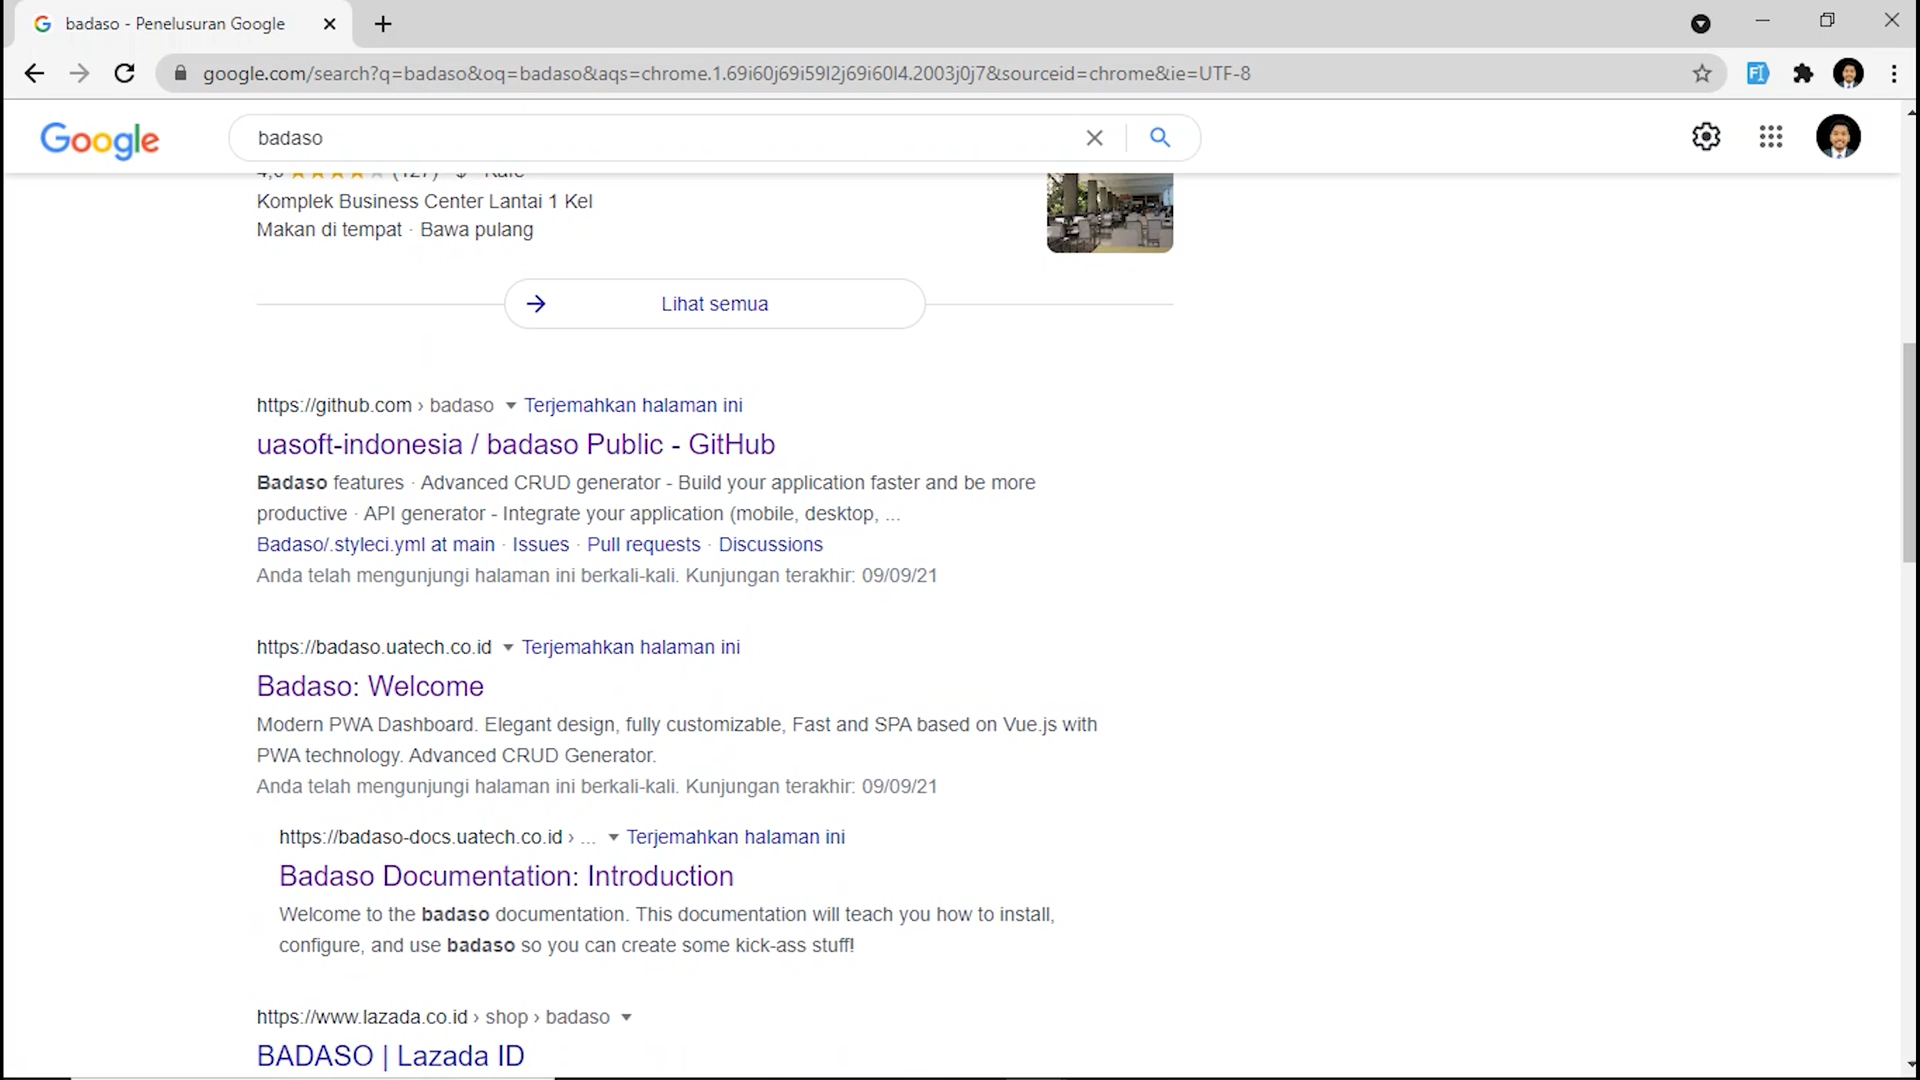 badaso - Penelusuran Google
google.com/search?q=badaso&oq=badaso&aqs=chrome.1.69i60j69i59l2j69i60l4.2003j0j7&sourceid=chrome&ie=UTF-8
Google
badaso
Komplek Business Center Lantai 1 Kel
Makan di tempat · Bawa pulang
Lihat semua
https://github.com › badaso Terjemahkan halaman ini
uasoft-indonesia / badaso Public - GitHub
Badaso features · Advanced CRUD generator - Build your application faster and be more
productive · API generator - Integrate your application (mobile, desktop, ...
Badaso/.styleci.yml at main · Issues · Pull requests · Discussions
Anda telah mengunjungi halaman ini berkali-kali. Kunjungan terakhir: 09/09/21
https://badaso.uatech.co.id Terjemahkan halaman ini
Badaso: Welcome
Modern PWA Dashboard. Elegant design, fully customizable, Fast and SPA based on Vue.js with
PWA technology. Advanced CRUD Generator.
Anda telah mengunjungi halaman ini berkali-kali. Kunjungan terakhir: 09/09/21
https://badaso-docs.uatech.co.id › ... Terjemahkan halaman ini
Badaso Documentation: Introduction
Welcome to the badaso documentation. This documentation will teach you how to install,
configure, and use badaso so you can create some kick-ass stuff!
https://www.lazada.co.id › shop › badaso
BADASO | Lazada ID